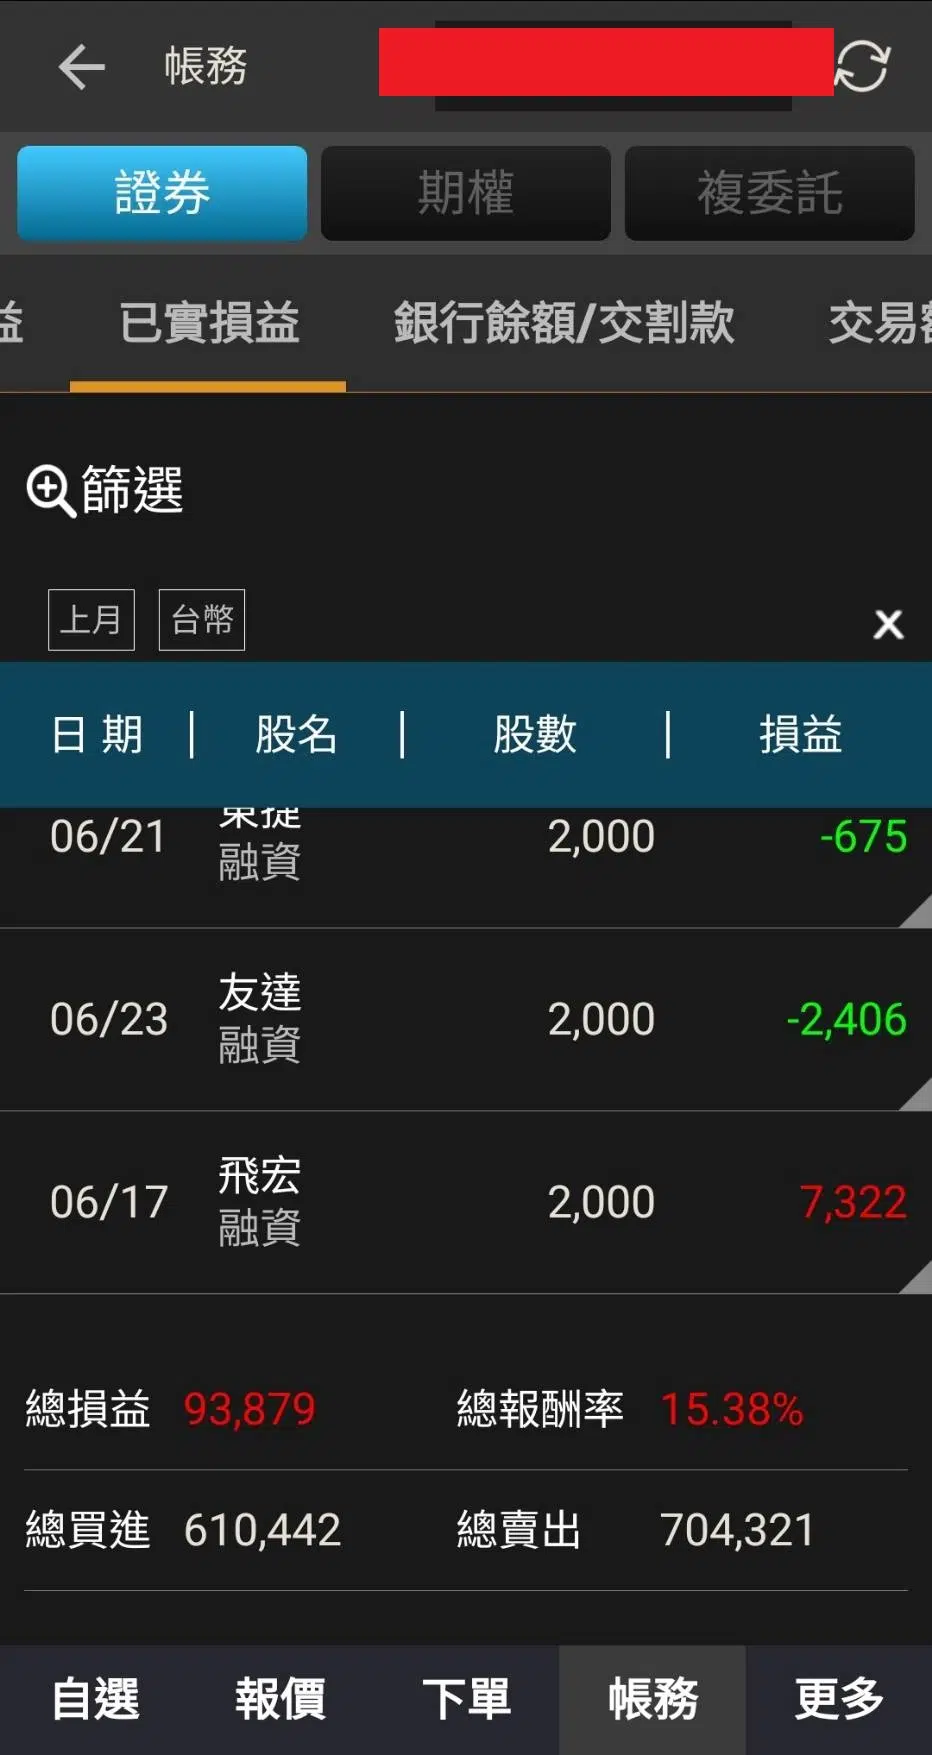 帳務
證券 期權 複委託
益 已實損益 銀行餘額/交割款 交易額
篩選
上月 台幣 X
日 期 | 股名 | 股數 | 損益
06/21 東捷 2,000 -675
融資
06/23 友達 2,000 -2,406
融資
06/17 飛宏 2,000 7,322
融資
總損益 93,879 總報酬率 15.38%
總買進 610,442 總賣出 704,321
自選 報價 下單 帳務 更多